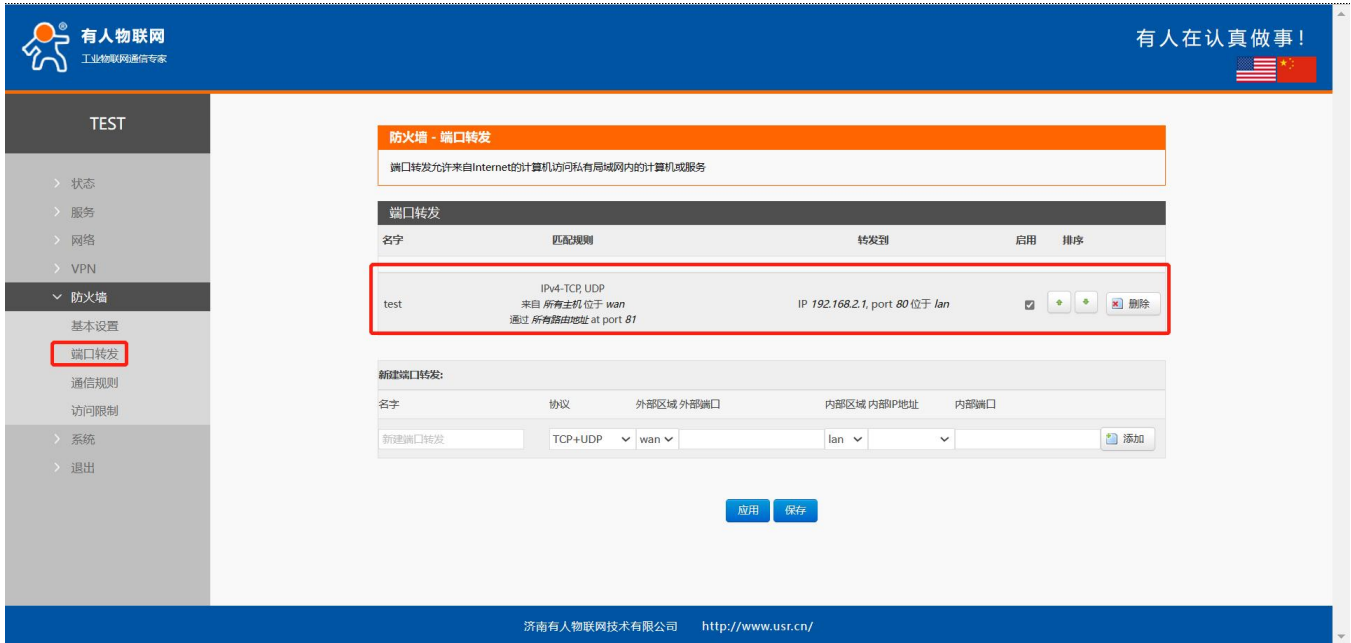 有人物联网
工业物联网通信专家
有人在认真做事!
TEST
状态
服务
网络
VPN
防火墙
基本设置
端口转发
通信规则
访问限制
系统
退出
防火墙 - 端口转发
端口转发允许来自Internet的计算机访问私有局域网内的计算机或服务
端口转发
名字 匹配规则 转发到 启用 排序
IPv4-TCP, UDP
test 来自 所有主机 位于 wan IP 192.168.2.1, port 80 位于 lan 删除
通过 所有路由地址 at port 81
新建端口转发:
名字 协议 外部区域 外部端口 内部区域 内部IP地址 内部端口
新建端口转发 TCP+UDP wan lan 添加
应用 保存
济南有人物联网技术有限公司 http://www.usr.cn/